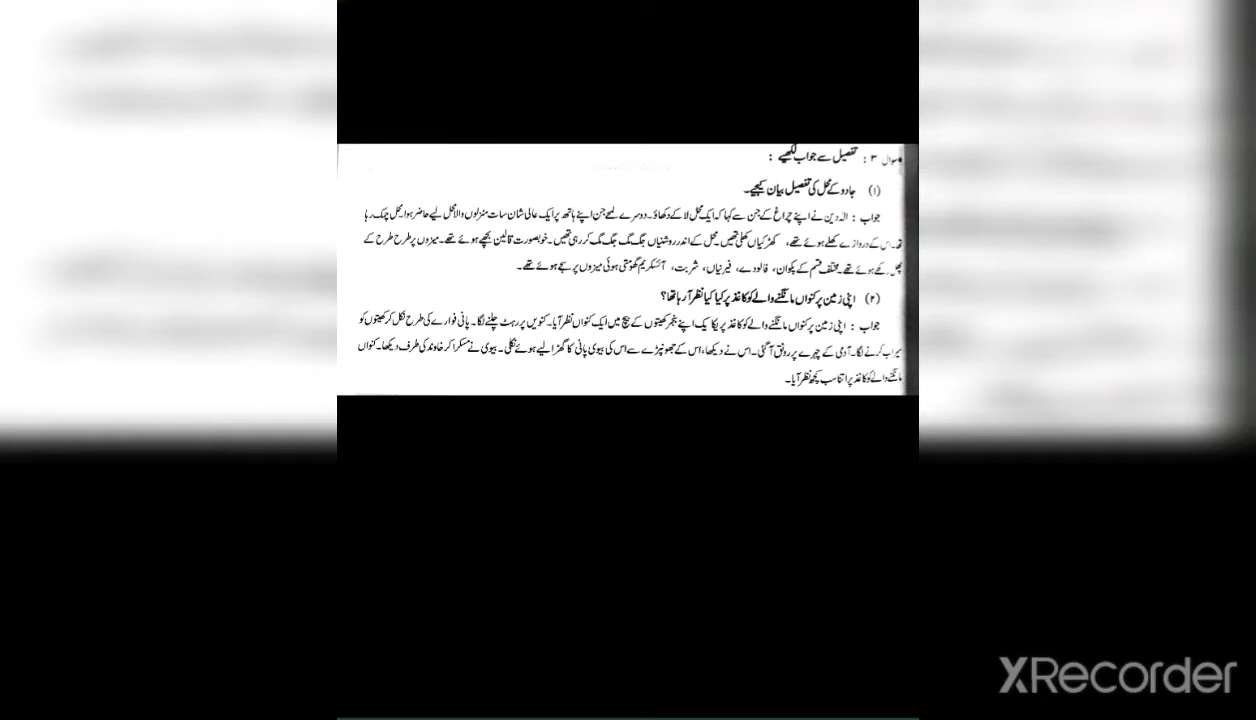 سوال ۳ : تفصیل سے جواب لکھیے :
(۱) جادو کے محل کی تفصیل بیان کیجیے۔
جواب : الہ دین نے اپنے چراغ کے جن سے کہا کہ ایک محل لا کے دکھاؤ۔ دوسرے لمحے جن اپنے ہاتھ پر ایک عالی شان سات منزلوں والا محل لیے حاضر ہوا۔ محل چمک رہا
تھا۔ اس کے دروازے کھلے ہوئے تھے، کھڑکیاں کھلی تھیں۔ محل کے اندر روشنیاں جگ مگ جگ مگ کر رہی تھیں۔ خوبصورت قالین بچھے ہوئے تھے۔ میزوں پر طرح طرح کے
پھل رکھے ہوئے تھے۔ مختلف قسم کے پکوان، فالودے، فیرنیاں، شربت، آئسکریم گھومتی ہوئی میزوں پر سجے ہوئے تھے۔
(۲) اپنی زمین پر کنواں مانگنے والے کو کاغذ پر کیا کیا نظر آ رہا تھا؟
جواب : اپنی زمین پر کنواں مانگنے والے کو کاغذ پر یکایک اپنے بنجر کھیتوں کے بیچ میں ایک کنواں نظر آیا۔ کنویں پر رہٹ چلنے لگا۔ پانی فوارے کی طرح نکل کر کھیتوں کو
سیراب کرنے لگا۔ آدمی کے چہرے پر رونق آ گئی۔ اس نے دیکھا، اس کے جھونپڑے سے اس کی بیوی پانی کا گھڑا لیے ہوئے نکلی۔ بیوی نے مسکرا کر خاوند کی طرف دیکھا۔ کنواں
مانگنے والے کو کاغذ پر اتنا سب کچھ نظر آیا۔
XRecorder